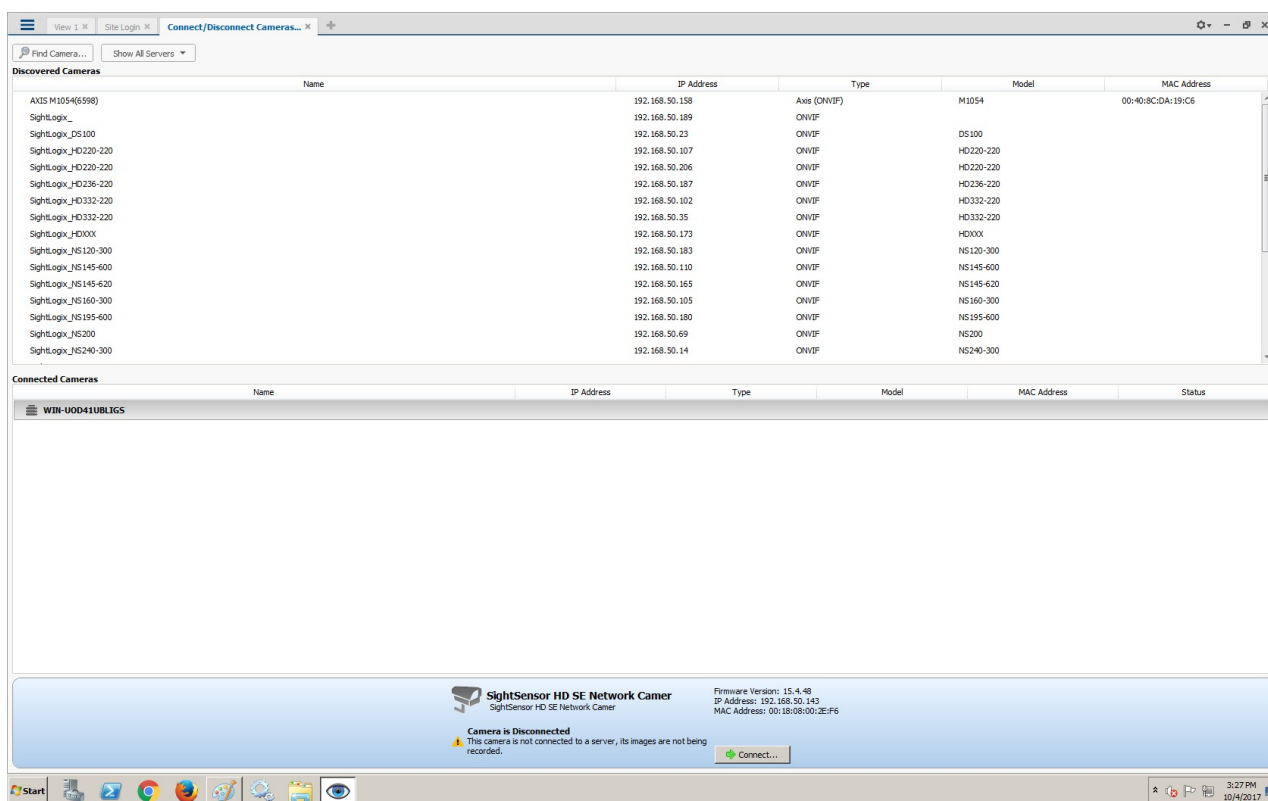 View 1 Site Login Connect/Disconnect Cameras...
Find Camera... Show All Servers
Discovered Cameras
Name IP Address Type Model MAC Address
AXIS M1054(6598) 192.168.50.158 Axis (ONVIF) M1054 00:40:8C:DA:19:C6
SightLogix_ 192.168.50.189 ONVIF
SightLogix_DS100 192.168.50.23 ONVIF DS100
SightLogix_HD220-220 192.168.50.107 ONVIF HD220-220
SightLogix_HD220-220 192.168.50.206 ONVIF HD220-220
SightLogix_HD236-220 192.168.50.187 ONVIF HD236-220
SightLogix_HD332-220 192.168.50.102 ONVIF HD332-220
SightLogix_HD332-220 192.168.50.35 ONVIF HD332-220
SightLogix_HDXXX 192.168.50.173 ONVIF HDXXX
SightLogix_NS120-300 192.168.50.183 ONVIF NS120-300
SightLogix_NS145-600 192.168.50.110 ONVIF NS145-600
SightLogix_NS145-620 192.168.50.165 ONVIF NS145-620
SightLogix_NS160-300 192.168.50.105 ONVIF NS160-300
SightLogix_NS195-600 192.168.50.180 ONVIF NS195-600
SightLogix_NS200 192.168.50.69 ONVIF NS200
SightLogix_NS240-300 192.168.50.14 ONVIF NS240-300
Connected Cameras
Name IP Address Type Model MAC Address Status
WIN-UOD41UBLIGS
SightSensor HD SE Network Camer
SightSensor HD SE Network Camer
Firmware Version: 15.4.48
IP Address: 192.168.50.143
MAC Address: 00:18:08:00:2E:F6
Camera is Disconnected
This camera is not connected to a server, its images are not being
recorded.
Connect...
Start
3:27 PM
10/4/2017